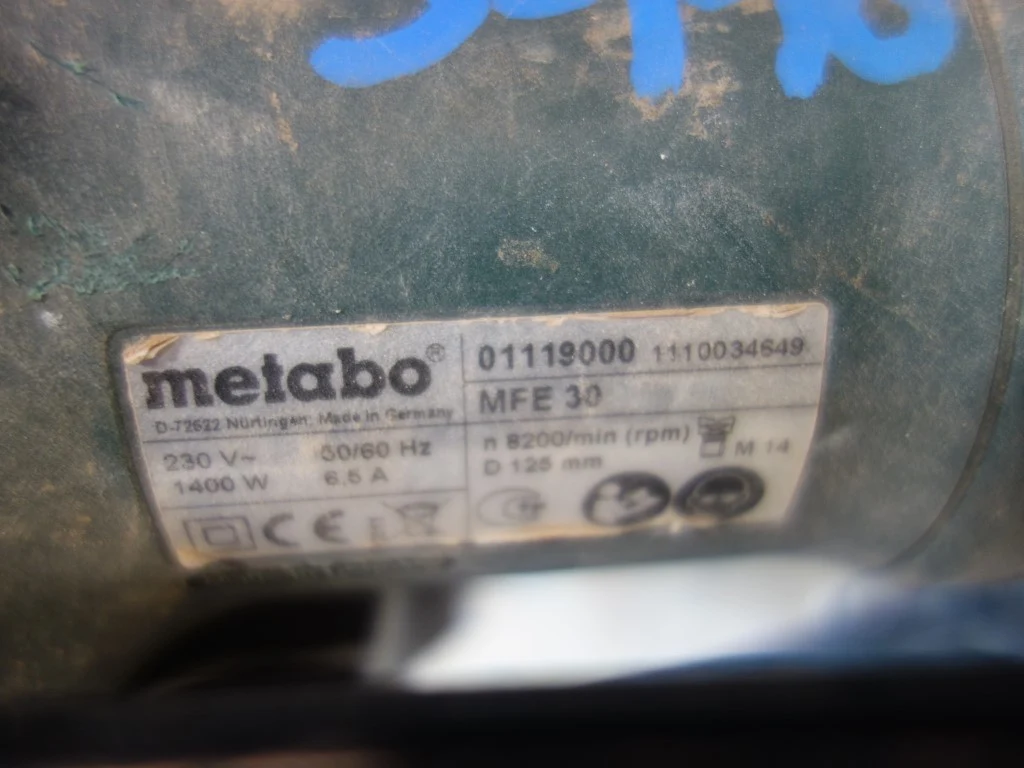 metabo®
D-72622 Nürtingen Made in Germany
230 V~ 50/60 Hz
1400 W 6,5 A
CE
01119000 1110034649
MFE 30
n 8200/min (rpm)
D 125 mm
M 14